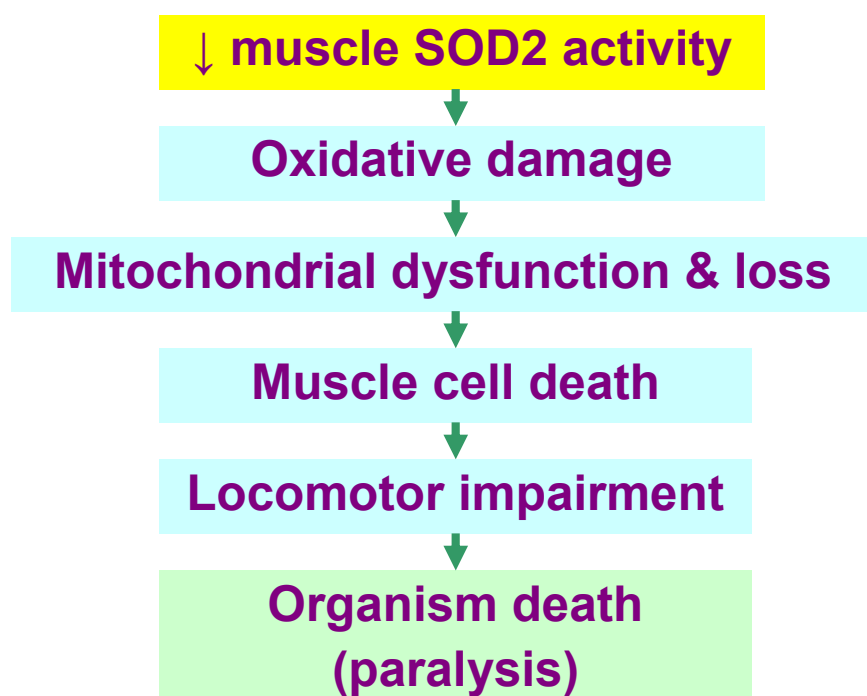 ↓ muscle SOD2 activity
Oxidative damage
Mitochondrial dysfunction & loss
Muscle cell death
Locomotor impairment
Organism death
(paralysis)